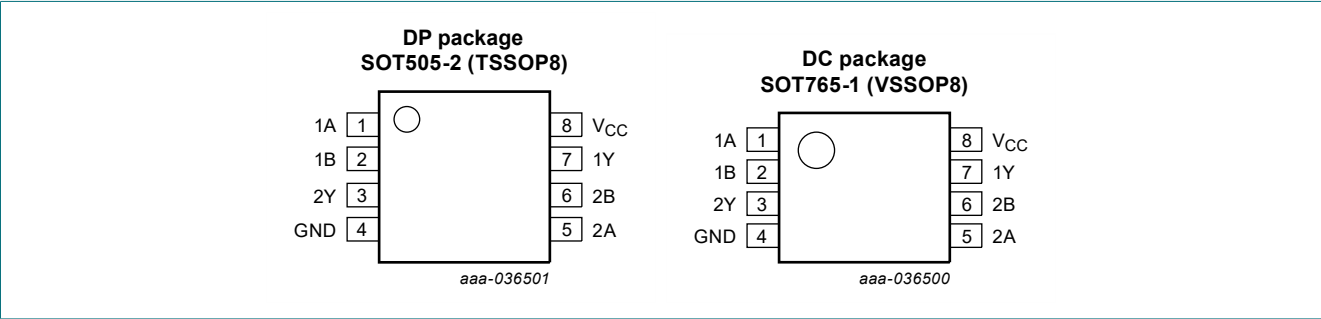 DP package
SOT505-2 (TSSOP8)
1A 1 8 VCC
1B 2 7 1Y
2Y 3 6 2B
GND 4 5 2A
aaa-036501
DC package
SOT765-1 (VSSOP8)
1A 1 8 VCC
1B 2 7 1Y
2Y 3 6 2B
GND 4 5 2A
aaa-036500